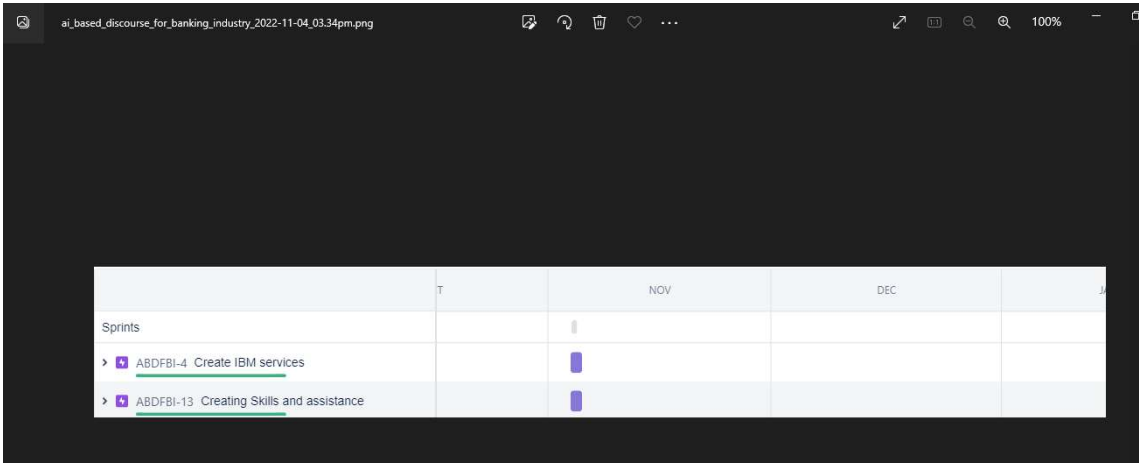 ai_based_discourse_for_banking_industry_2022-11-04_03.34pm.png 100%
T NOV DEC
Sprints
ABDFBI-4 Create IBM services
ABDFBI-13 Creating Skills and assistance